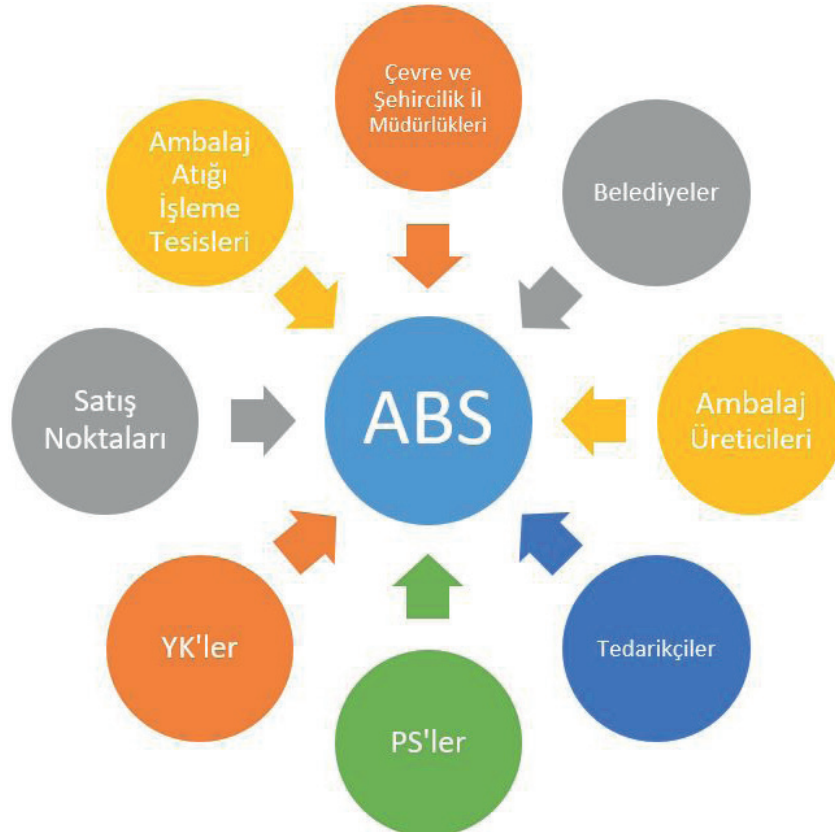 Çevre ve
Şehircilik İl
Müdürlükleri
Belediyeler
Ambalaj
Üreticileri
Tedarikçiler
PS'ler
YK'ler
Satış
Noktaları
Ambalaj
Atığı
İşleme
Tesisleri
ABS